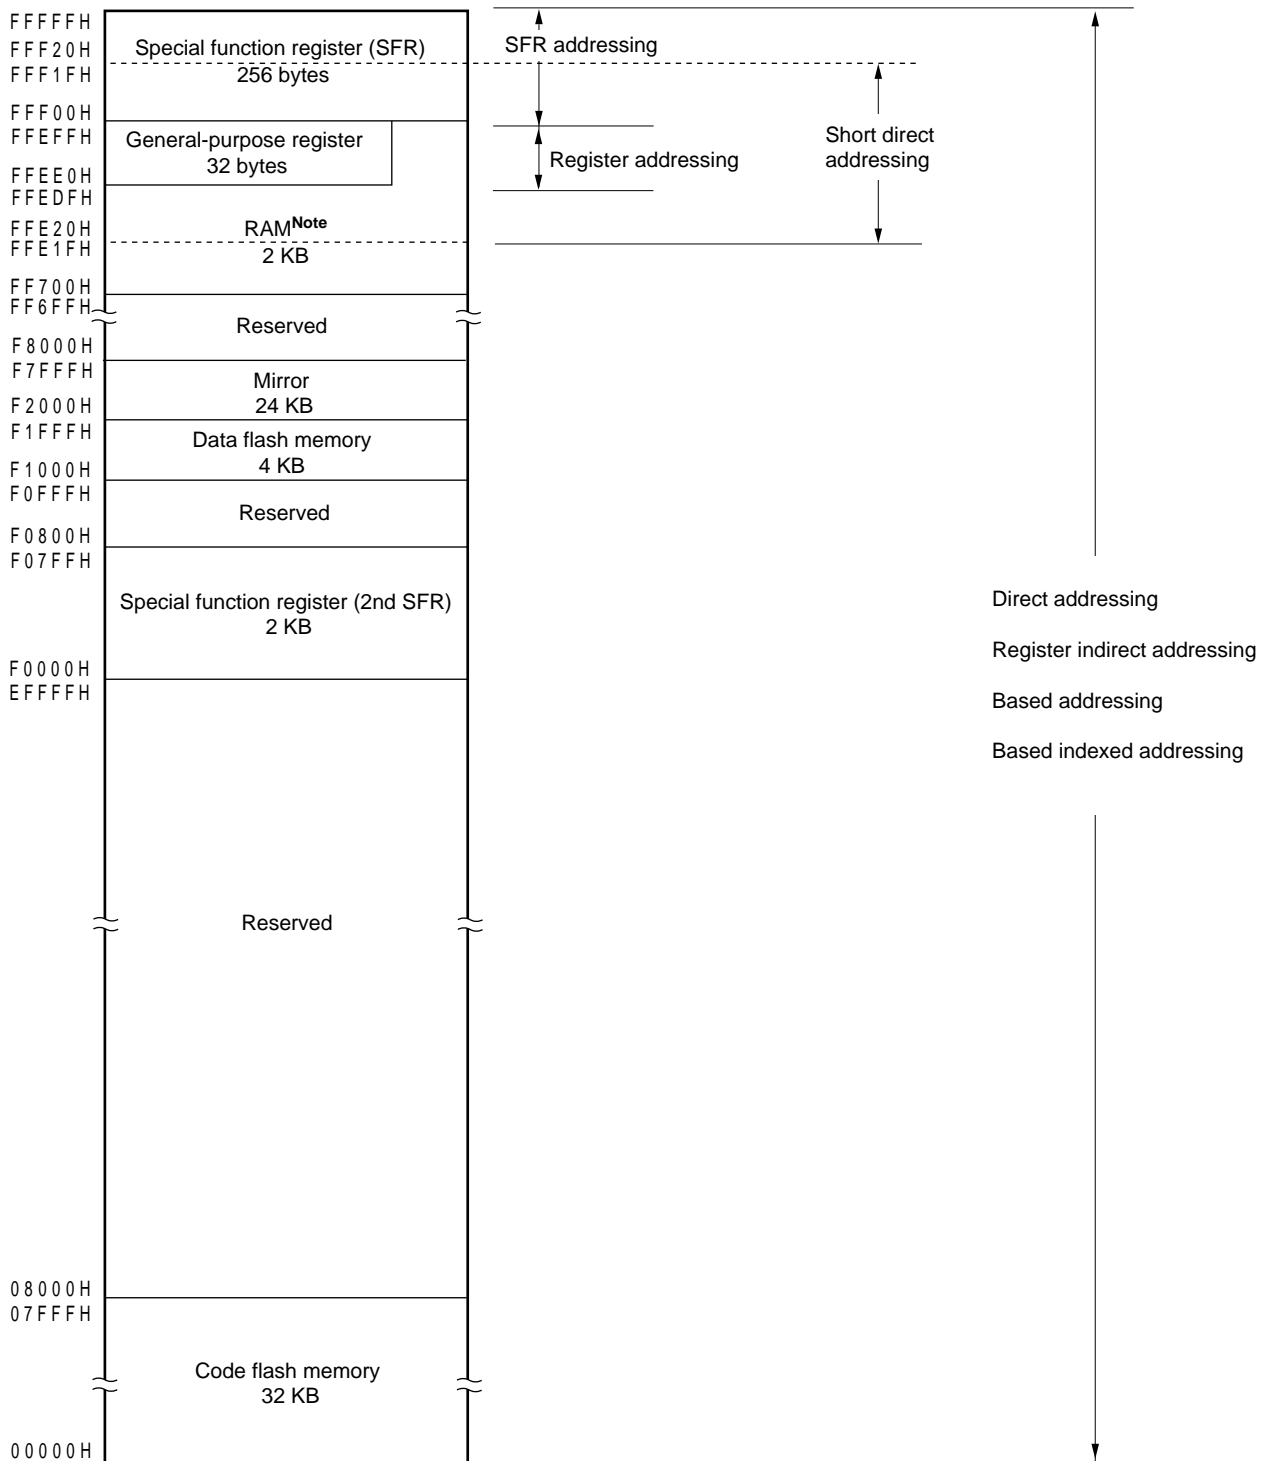 FFFFFH
FFF20H
FFF1FH
FFF00H
FFEFFH
FFEE0H
FFEDFH
FFE20H
FFE1FH
FF700H
FF6FFH
F8000H
F7FFFH
F2000H
F1FFFH
F1000H
F0FFFH
F0800H
F07FFH
F0000H
EFFFFH
08000H
07FFFH
00000H
Special function register (SFR)
256 bytes
General-purpose register
32 bytes
RAMNote
2 KB
Reserved
Mirror
24 KB
Data flash memory
4 KB
Reserved
Special function register (2nd SFR)
2 KB
Reserved
Code flash memory
32 KB
SFR addressing
Register addressing
Short direct
addressing
Direct addressing
Register indirect addressing
Based addressing
Based indexed addressing